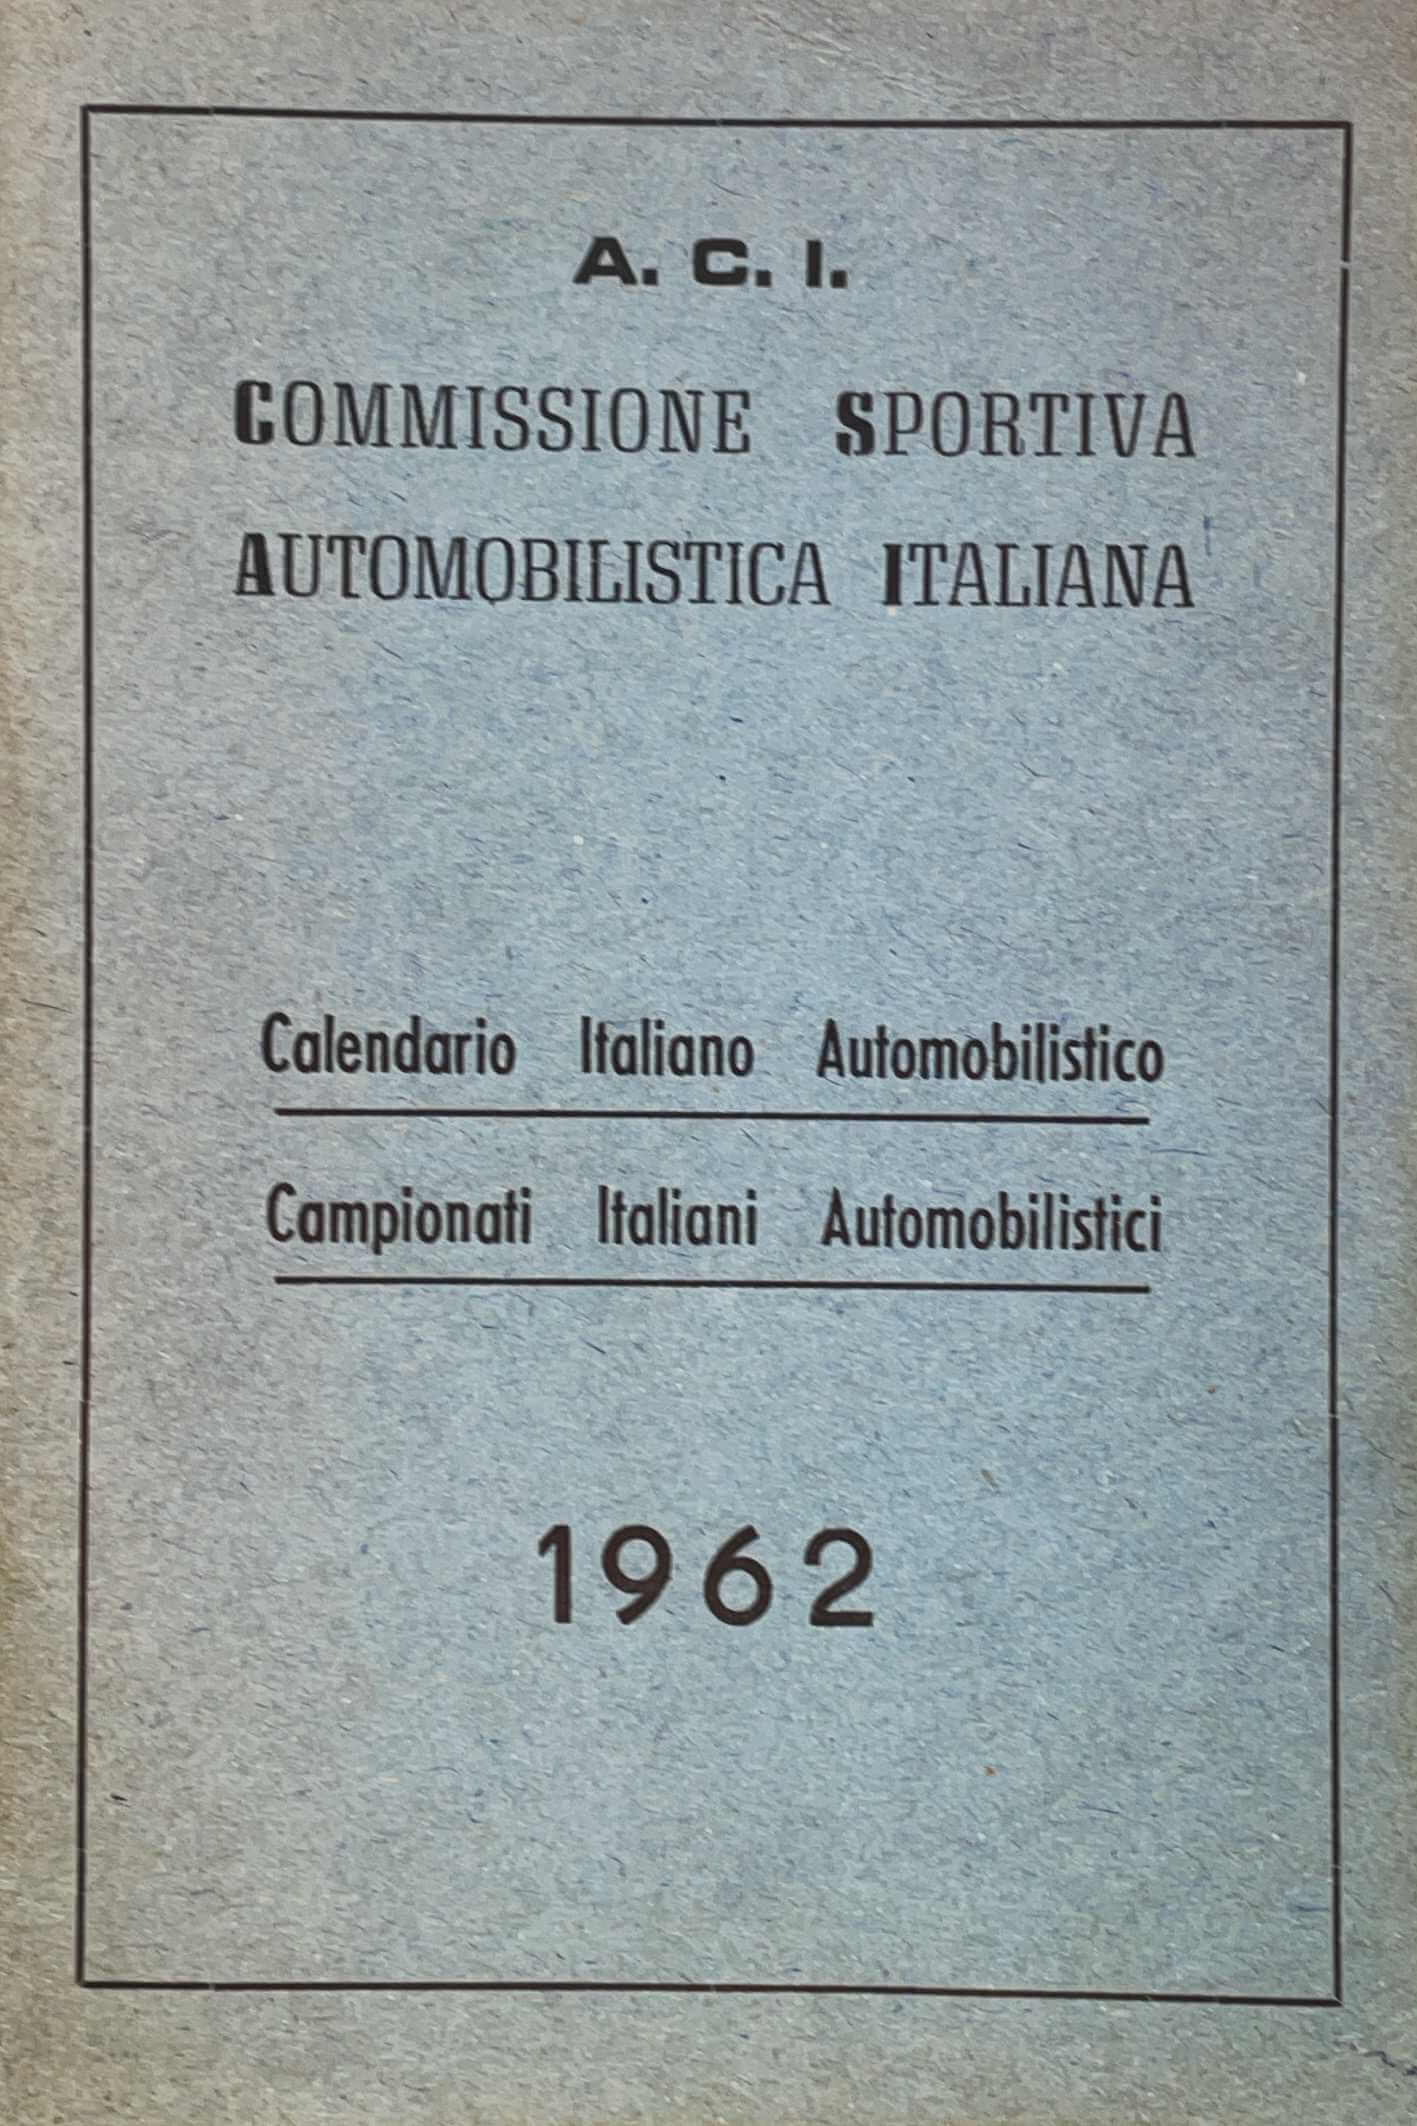 A. C. I.
COMMISSIONE SPORTIVA
AUTOMOBILISTICA ITALIANA
Calendario Italiano Automobilistico
Campionati Italiani Automobilistici
1962